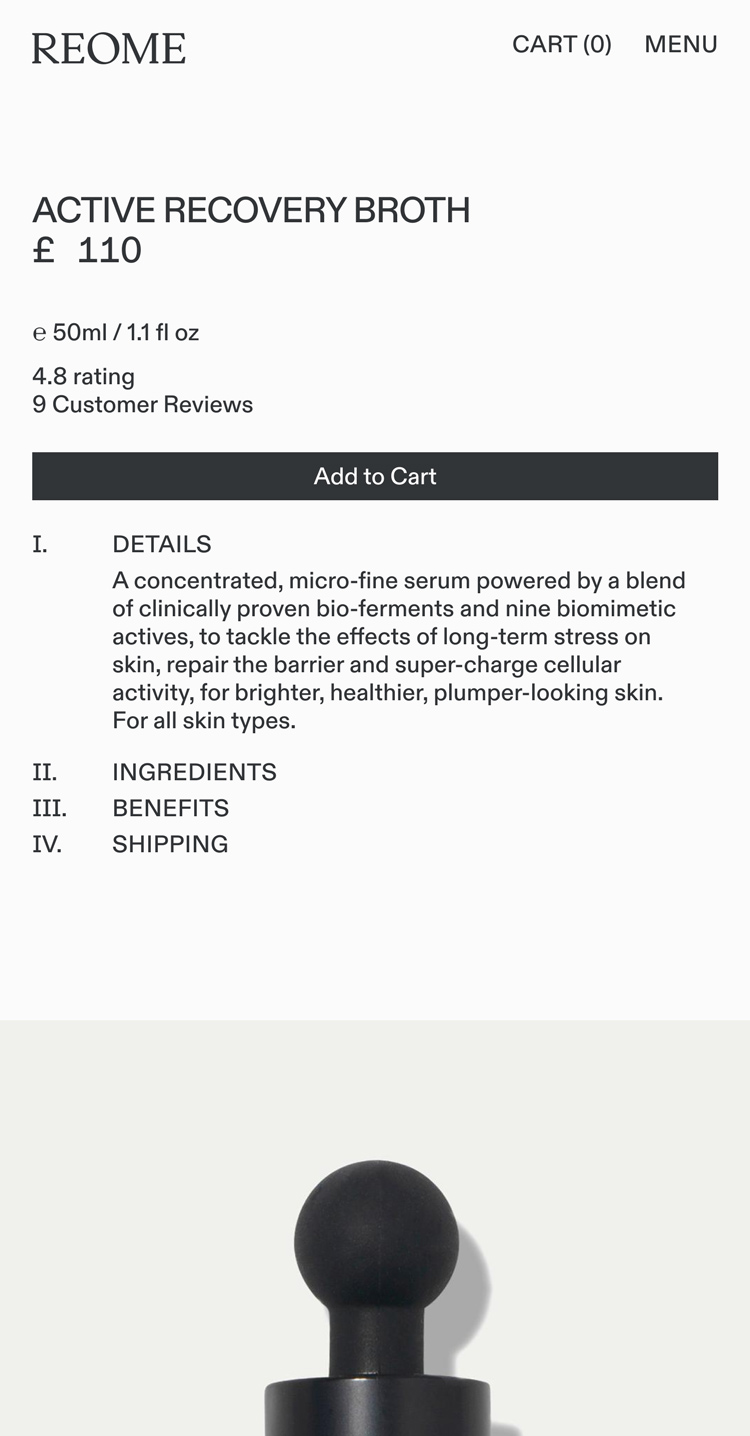 REOME
CART (0) MENU
ACTIVE RECOVERY BROTH
£ 110
℮ 50ml / 1.1 fl oz
4.8 rating
9 Customer Reviews
Add to Cart
I. DETAILS
A concentrated, micro-fine serum powered by a blend
of clinically proven bio-ferments and nine biomimetic
actives, to tackle the effects of long-term stress on
skin, repair the barrier and super-charge cellular
activity, for brighter, healthier, plumper-looking skin.
For all skin types.
II. INGREDIENTS
III. BENEFITS
IV. SHIPPING